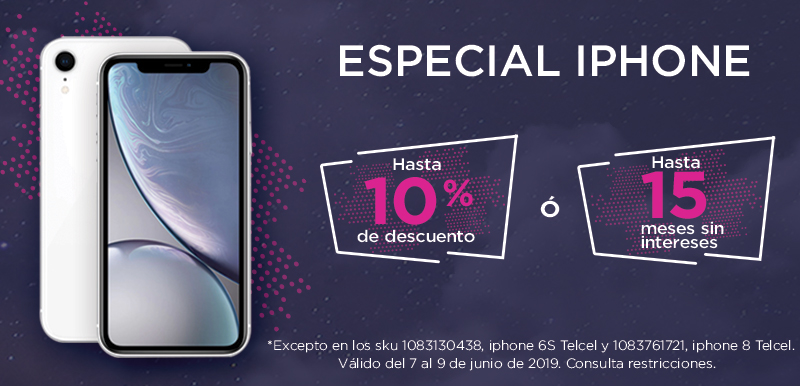 ESPECIAL IPHONE
Hasta
10%
de descuento
ó
Hasta
15
meses sin
intereses
*Excepto en los sku 1083130438, iphone 6S Telcel y 1083761721, iphone 8 Telcel.
Válido del 7 al 9 de junio de 2019. Consulta restricciones.